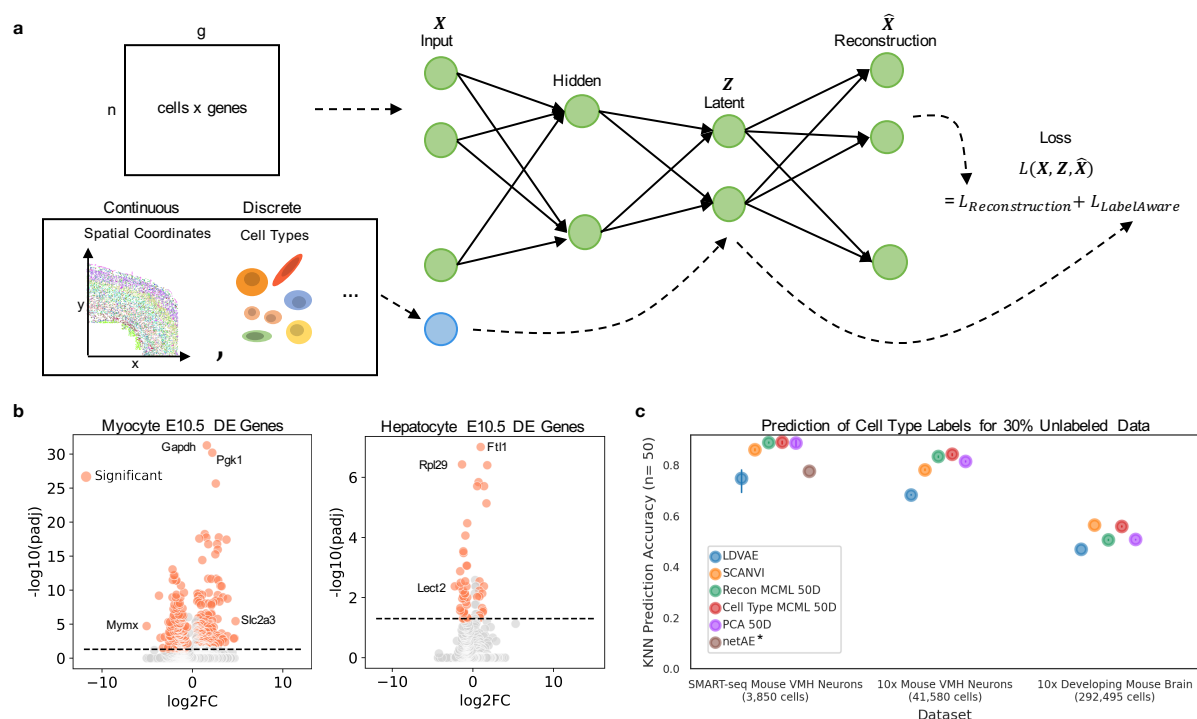 a
g
n
cells x genes
X
Input
Hidden
Z
Latent
X̂
Reconstruction
Loss
L(X, Z, X̂)
= L_Reconstruction + L_LabelAware
Continuous
Discrete
Spatial Coordinates
Cell Types
y
x
,
...
b
Myocyte E10.5 DE Genes
Gapdh
Pgk1
Significant
Mymx
Slc2a3
-log10(padj)
30
25
20
15
10
5
0
−10
0
10
log2FC
Hepatocyte E10.5 DE Genes
Ftl1
Rpl29
Lect2
-log10(padj)
6
4
2
0
−10
0
10
log2FC
c
Prediction of Cell Type Labels for 30% Unlabeled Data
KNN Prediction Accuracy (n= 50)
0.8
0.6
0.4
0.2
0.0
LDVAE
SCANVI
Recon MCML 50D
Cell Type MCML 50D
PCA 50D
netAE*
SMART-seq Mouse VMH Neurons
(3,850 cells)
10x Mouse VMH Neurons
(41,580 cells)
10x Developing Mouse Brain
(292,495 cells)
Dataset